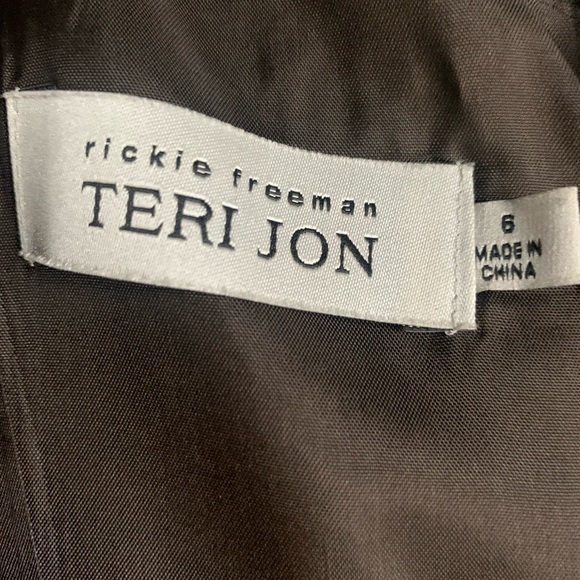 rickie freeman
TERI JON
6
MADE IN
CHINA